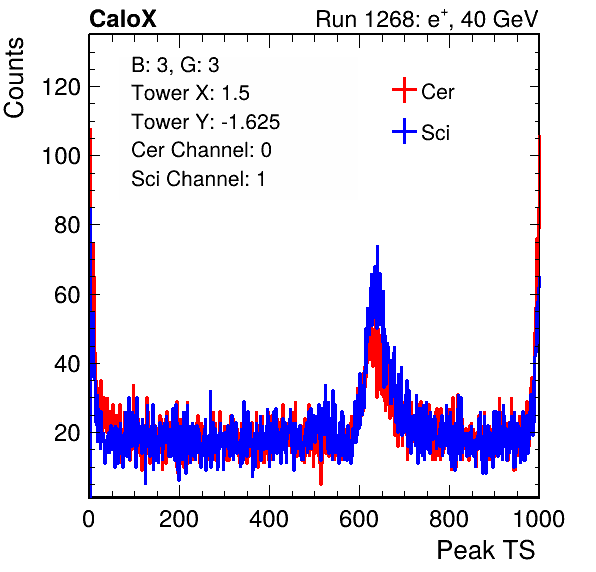 CaloX Run 1268: e⁺, 40 GeV
Counts
B: 3, G: 3
Tower X: 1.5
Tower Y: -1.625
Cer Channel: 0
Sci Channel: 1
Cer
Sci
120
100
80
60
40
20
0 200 400 600 800 1000
Peak TS